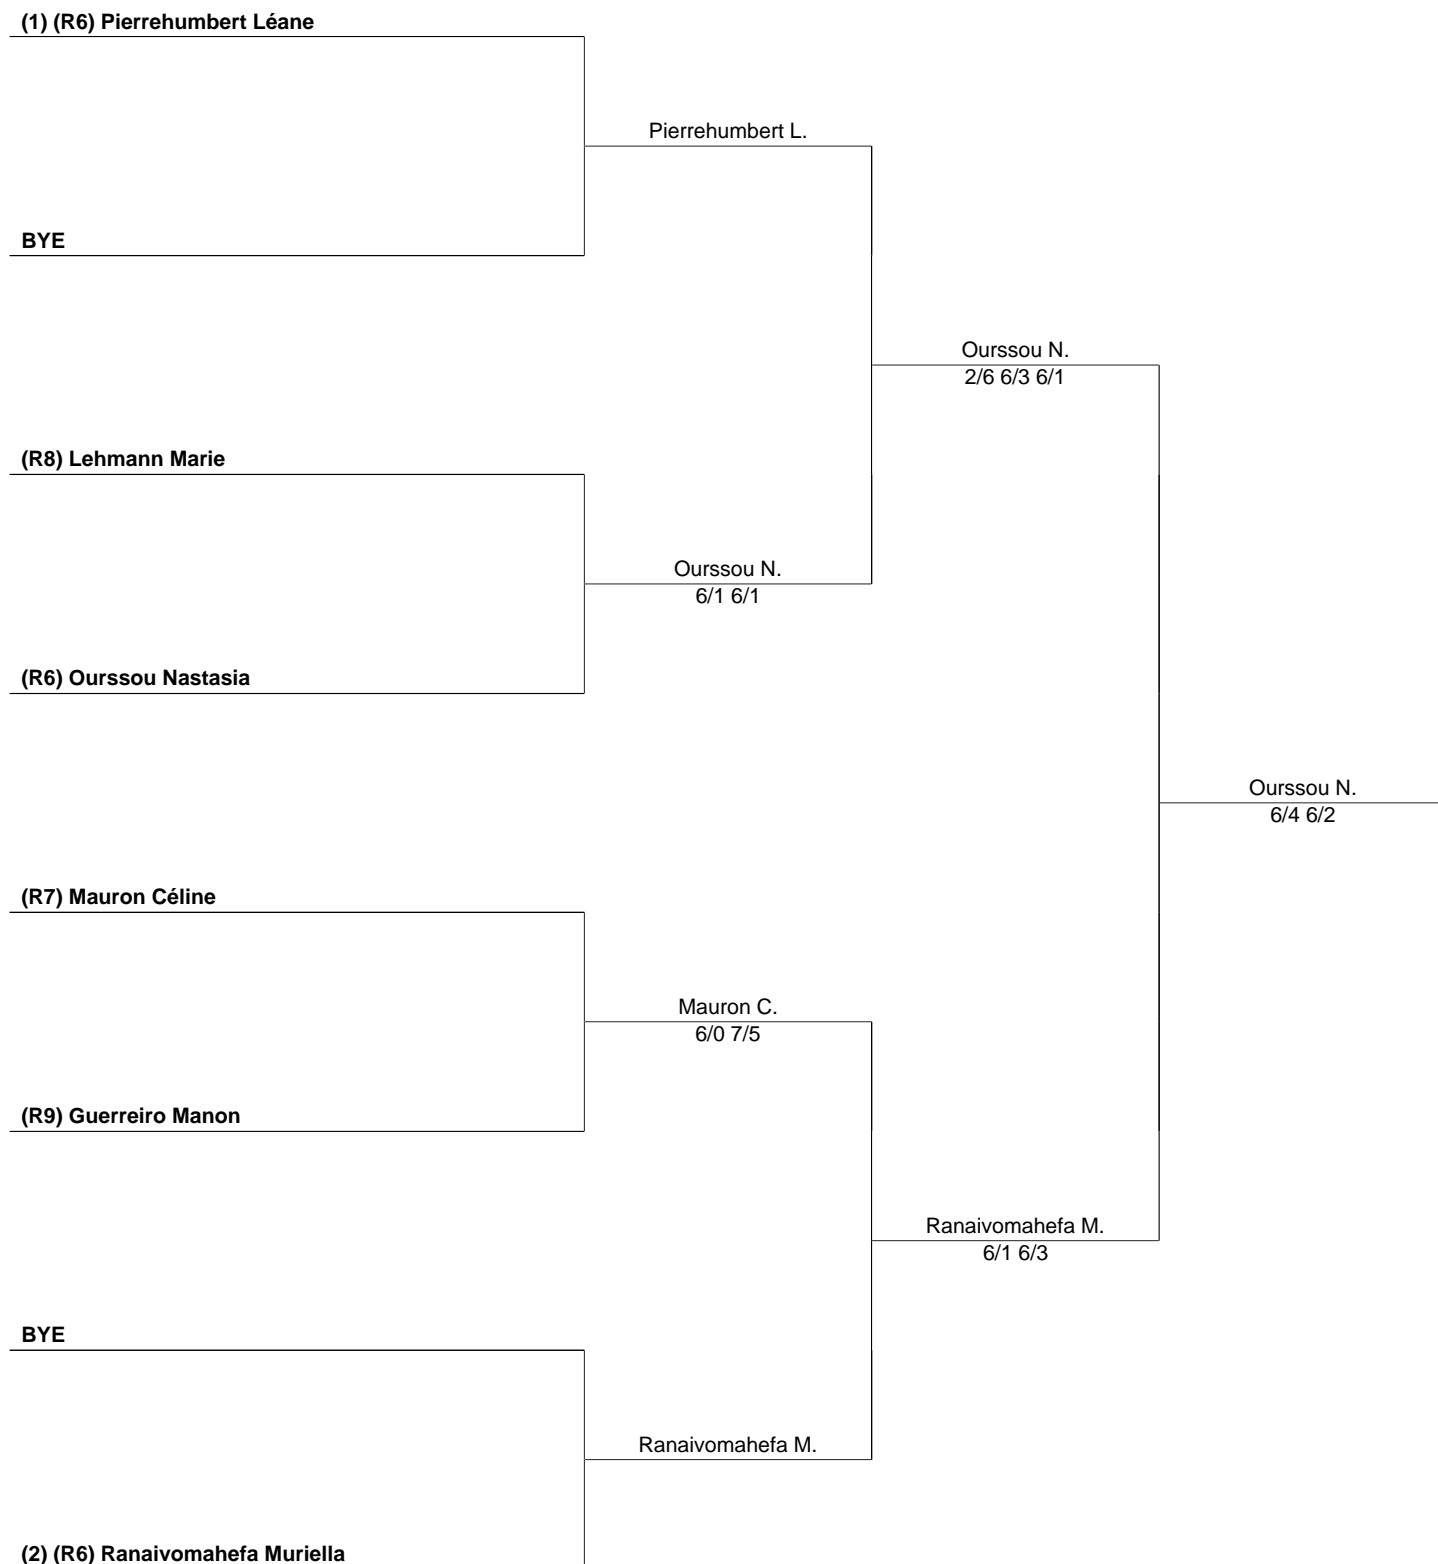 (1) (R6) Pierrehumbert Léane
Pierrehumbert L.
BYE
Ourssou N.
2/6 6/3 6/1
(R8) Lehmann Marie
Ourssou N.
6/1 6/1
(R6) Ourssou Nastasia
Ourssou N.
6/4 6/2
(R7) Mauron Céline
Mauron C.
6/0 7/5
(R9) Guerreiro Manon
Ranaivomahefa M.
6/1 6/3
BYE
Ranaivomahefa M.
(2) (R6) Ranaivomahefa Muriella